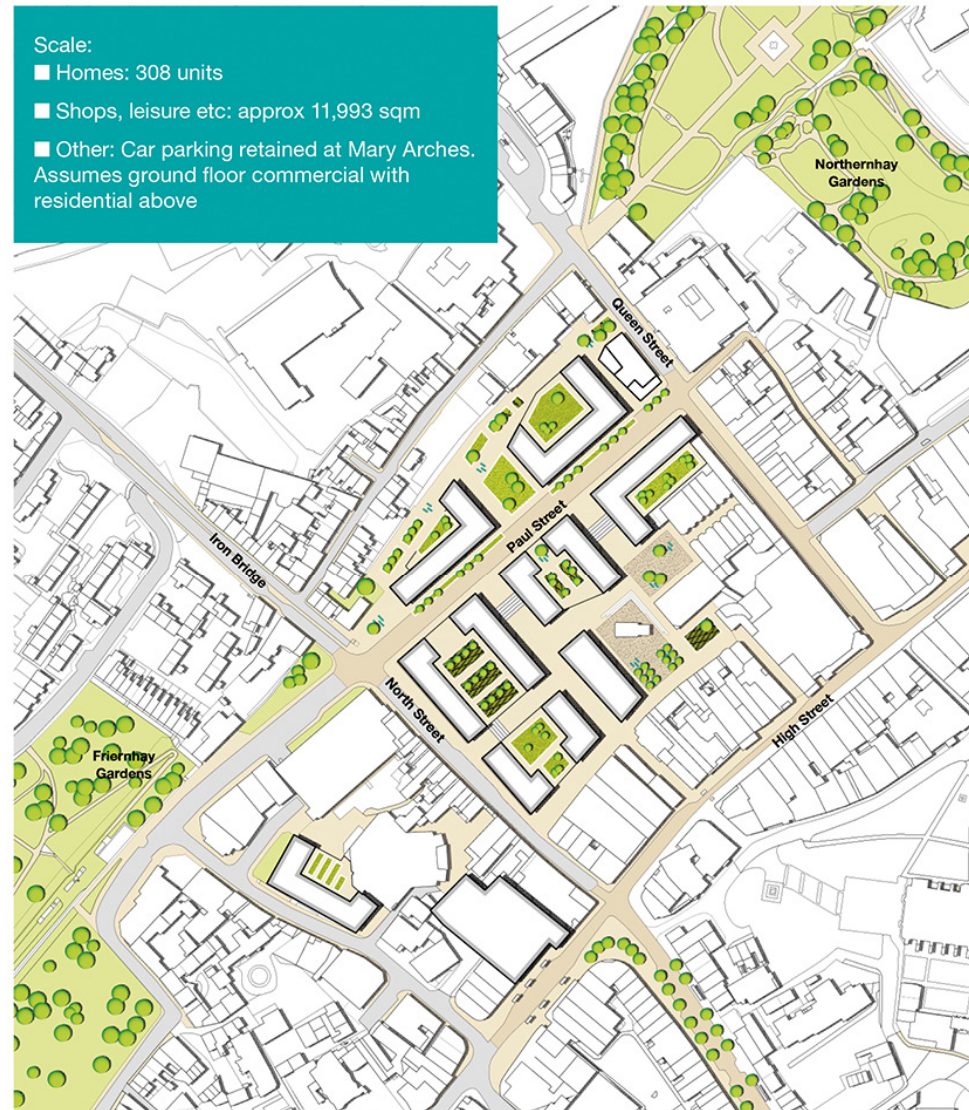 Scale:
■ Homes: 308 units
■ Shops, leisure etc: approx 11,993 sqm
■ Other: Car parking retained at Mary Arches.
Assumes ground floor commercial with
residential above
Northernhay
Gardens
Queen Street
Paul Street
Iron Bridge
North Street
High Street
Friernhay
Gardens